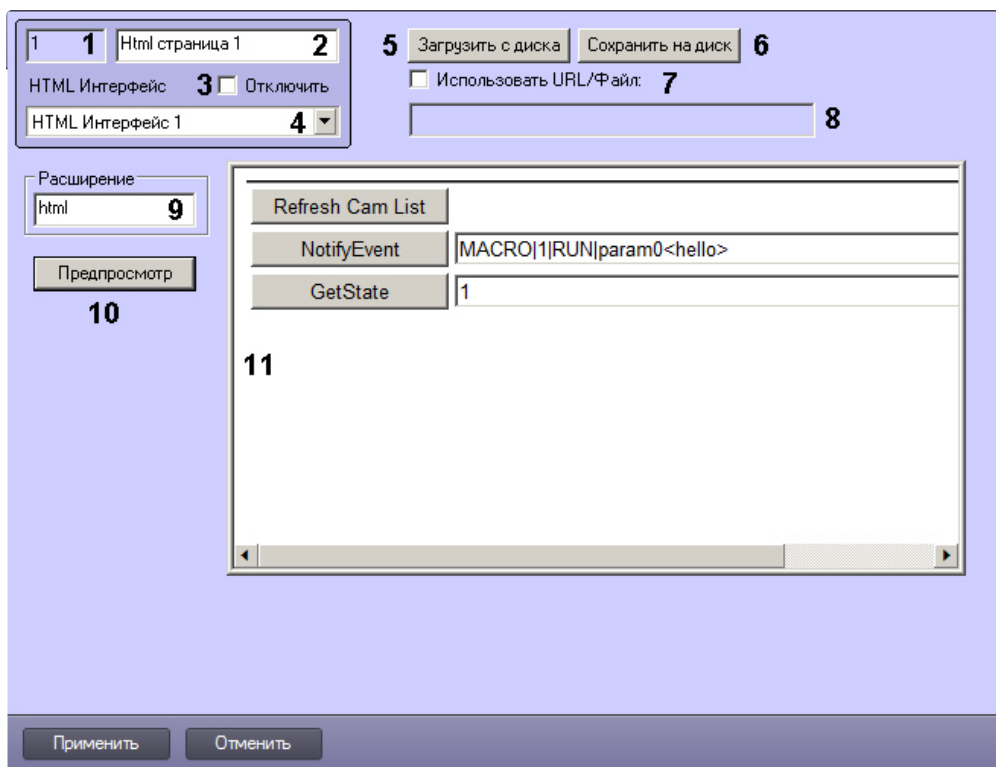 1 1 Html страница 1 2
HTML Интерфейс 3 Отключить
HTML Интерфейс 1 4
5 Загрузить с диска Сохранить на диск 6
Использовать URL/Файл: 7
8
Расширение
html 9
Предпросмотр
10
Refresh Cam List
NotifyEvent MACRO|1|RUN|param0<hello>
GetState 1
11
Применить Отменить